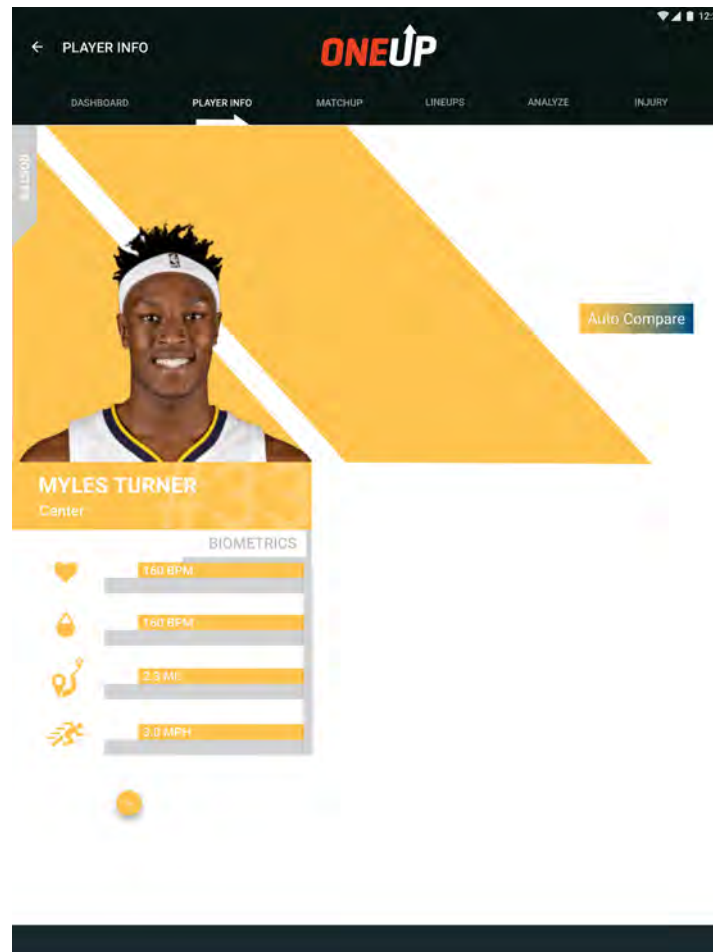 12:
PLAYER INFO
ONEUP
DASHBOARD PLAYER INFO MATCHUP LINEUPS ANALYZE INJURY
ROSTER
Auto Compare
MYLES TURNER
Center
BIOMETRICS
160 BPM
160 BPM
2.3 MI
2.0 MPH